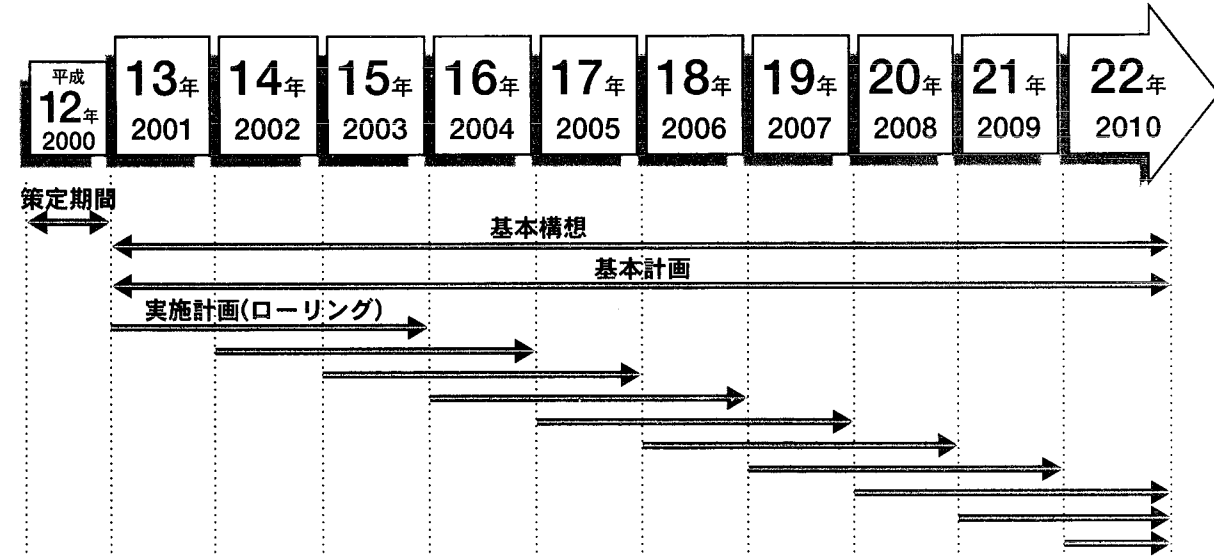 平成
12年
2000
13年
2001
14年
2002
15年
2003
16年
2004
17年
2005
18年
2006
19年
2007
20年
2008
21年
2009
22年
2010
策定期間
基本構想
基本計画
実施計画(ローリング)